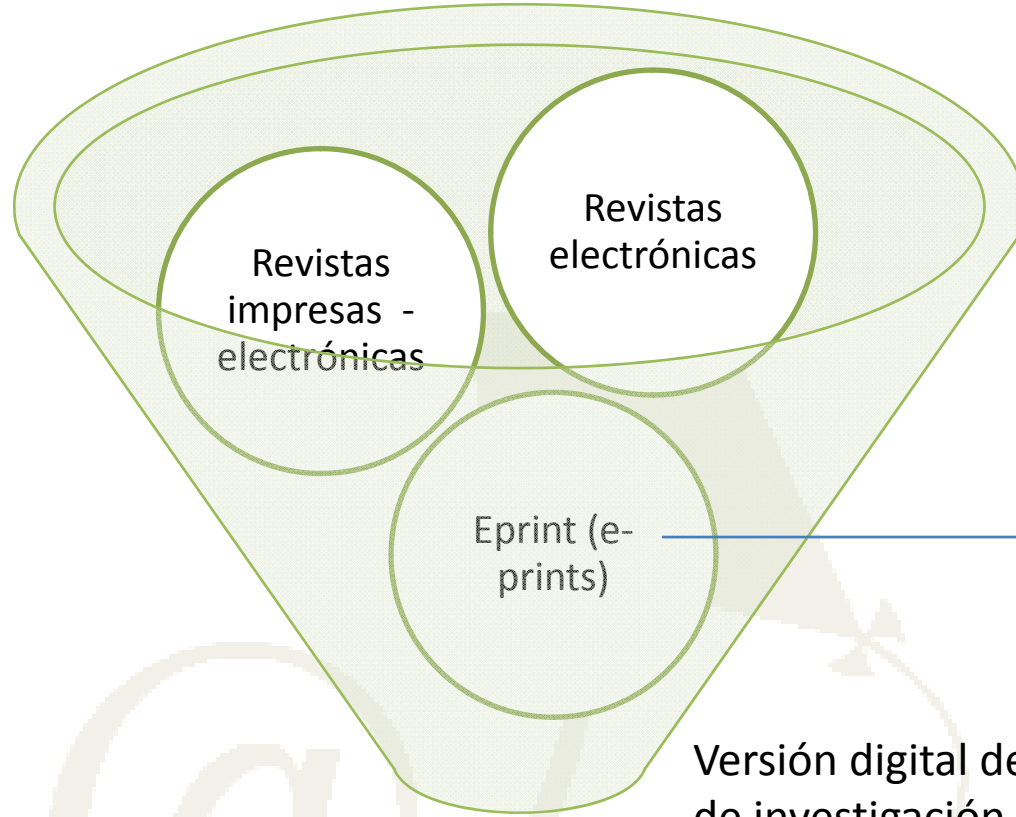 Revistas
electrónicas
Revistas
impresas -
electrónicas
Eprint (e-
prints)
Versión digital de
de investigación